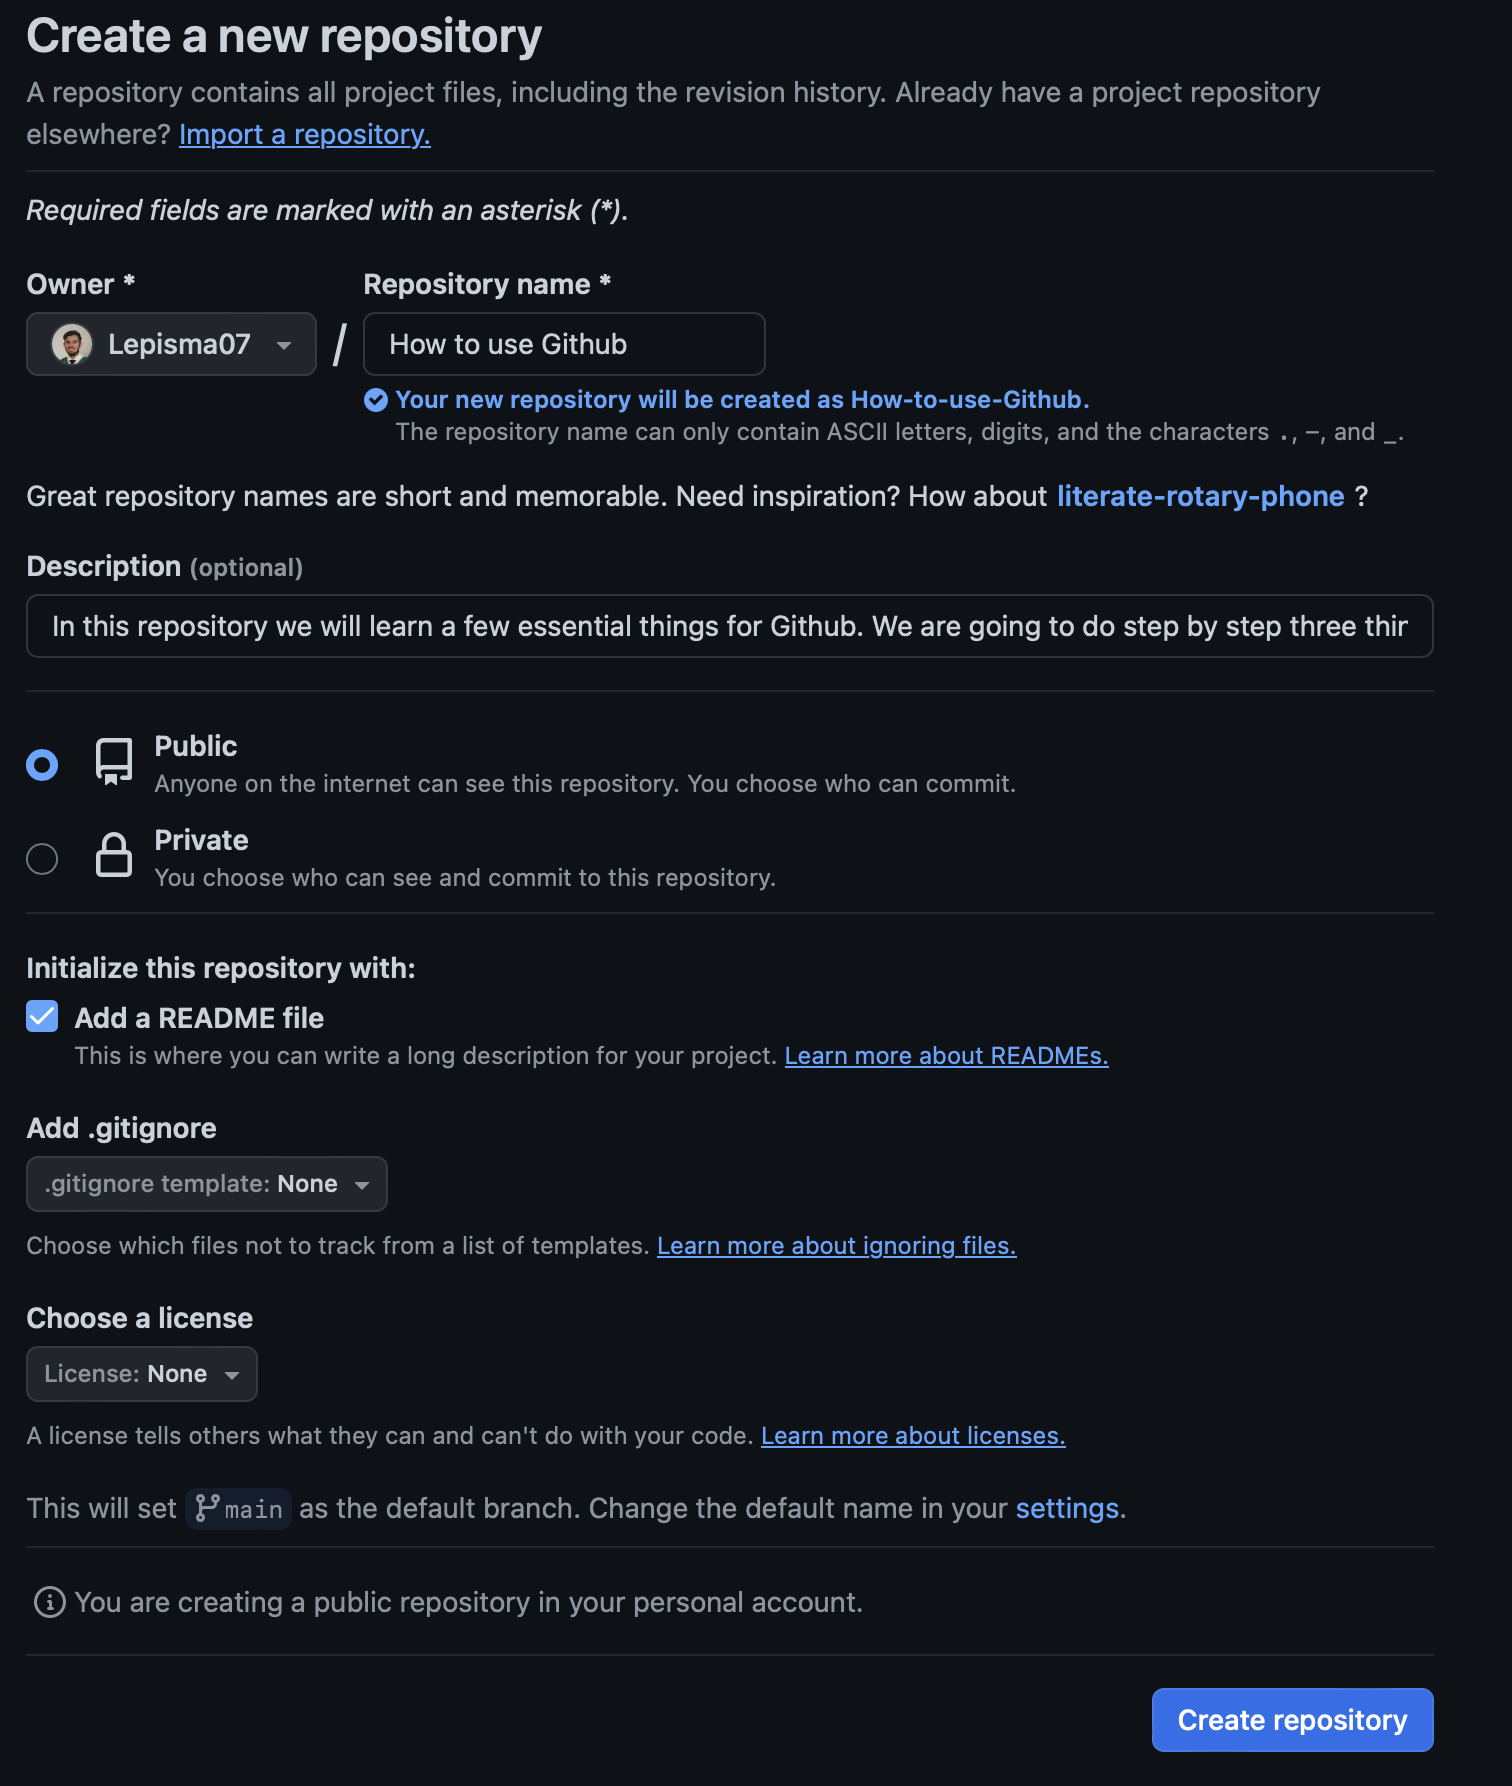 Create a new repository
A repository contains all project files, including the revision history. Already have a project repository
elsewhere? Import a repository.
Required fields are marked with an asterisk (*).
Owner * Repository name *
Lepisma07 / How to use Github
Your new repository will be created as How-to-use-Github.
The repository name can only contain ASCII letters, digits, and the characters ., –, and _.
Great repository names are short and memorable. Need inspiration? How about literate-rotary-phone ?
Description (optional)
In this repository we will learn a few essential things for Github. We are going to do step by step three
Public
Anyone on the internet can see this repository. You choose who can commit.
Private
You choose who can see and commit to this repository.
Initialize this repository with:
Add a README file
This is where you can write a long description for your project. Learn more about READMEs.
Add .gitignore
.gitignore template: None
Choose which files not to track from a list of templates. Learn more about ignoring files.
Choose a license
License: None
A license tells others what they can and can't do with your code. Learn more about licenses.
This will set main as the default branch. Change the default name in your settings.
You are creating a public repository in your personal account.
Create repository